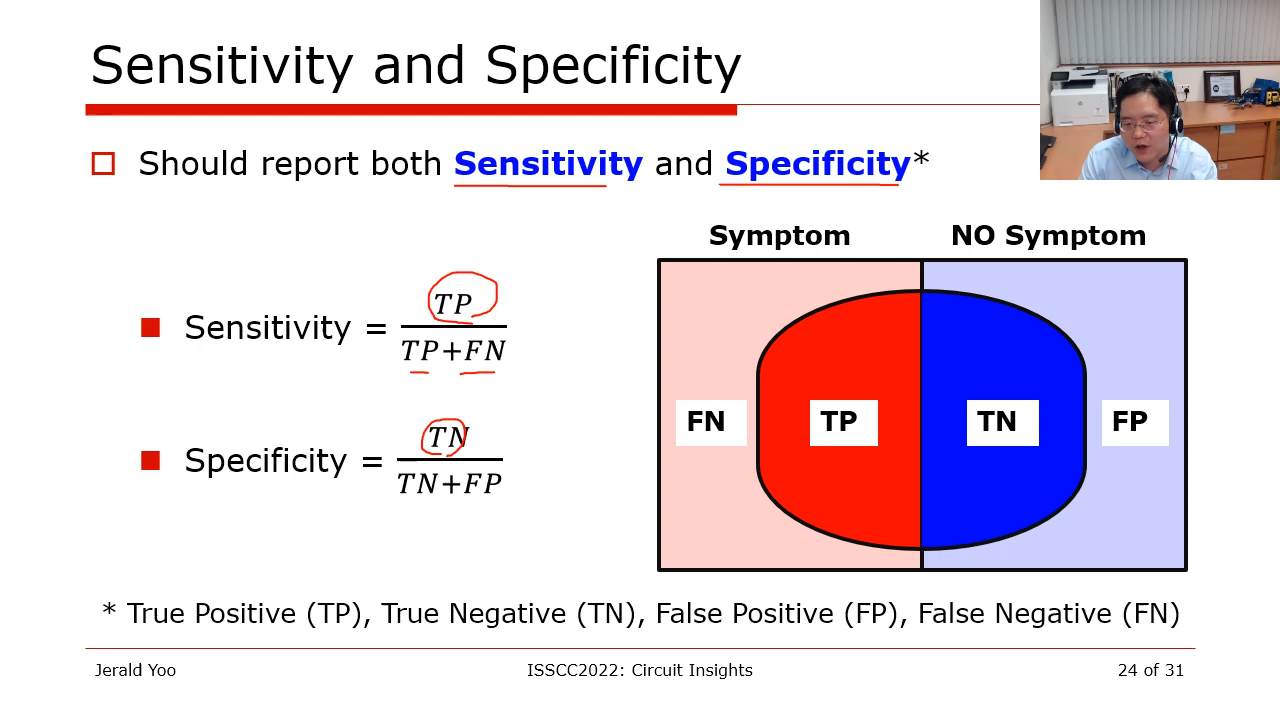 Sensitivity and Specificity
Should report both Sensitivity and Specificity*
Symptom NO Symptom
Sensitivity = TP / TP+FN
Specificity = TN / TN+FP
FN TP TN FP
* True Positive (TP), True Negative (TN), False Positive (FP), False Negative (FN)
Jerald Yoo ISSCC2022: Circuit Insights 24 of 31